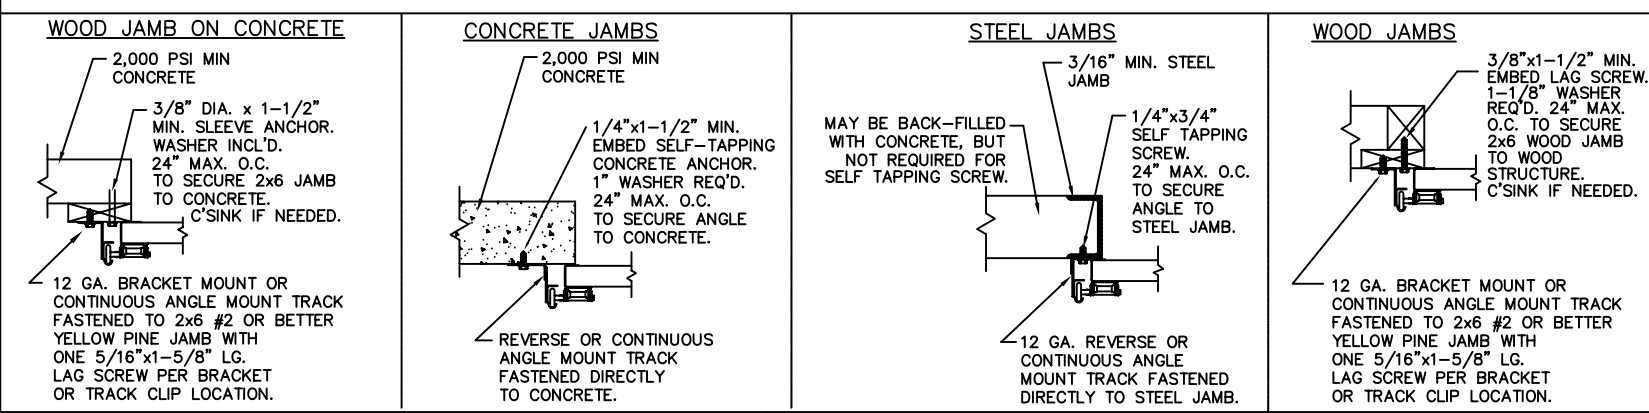 WOOD JAMB ON CONCRETE
2,000 PSI MIN
CONCRETE
3/8" DIA. x 1-1/2"
MIN. SLEEVE ANCHOR.
WASHER INCL'D.
24" MAX. O.C.
TO SECURE 2x6 JAMB
TO CONCRETE.
C'SINK IF NEEDED.
12 GA. BRACKET MOUNT OR
CONTINUOUS ANGLE MOUNT TRACK
FASTENED TO 2x6 #2 OR BETTER
YELLOW PINE JAMB WITH
ONE 5/16"x1-5/8" LG.
LAG SCREW PER BRACKET
OR TRACK CLIP LOCATION.
CONCRETE JAMBS
2,000 PSI MIN
CONCRETE
1/4"x1-1/2" MIN.
EMBED SELF-TAPPING
CONCRETE ANCHOR.
1" WASHER REQ'D.
24" MAX. O.C.
TO SECURE ANGLE
TO CONCRETE.
REVERSE OR CONTINUOUS
ANGLE MOUNT TRACK
FASTENED DIRECTLY
TO CONCRETE.
STEEL JAMBS
3/16" MIN. STEEL
JAMB
MAY BE BACK-FILLED
WITH CONCRETE, BUT
NOT REQUIRED FOR
SELF TAPPING SCREW.
1/4"x3/4"
SELF TAPPING
SCREW.
24" MAX. O.C.
TO SECURE
ANGLE TO
STEEL JAMB.
12 GA. REVERSE OR
CONTINUOUS ANGLE
MOUNT TRACK FASTENED
DIRECTLY TO STEEL JAMB.
WOOD JAMBS
3/8"x1-1/2" MIN.
EMBED LAG SCREW.
1-1/8" WASHER
REQ'D. 24" MAX.
O.C. TO SECURE
2x6 WOOD JAMB
TO WOOD
STRUCTURE.
C'SINK IF NEEDED.
12 GA. BRACKET MOUNT OR
CONTINUOUS ANGLE MOUNT TRACK
FASTENED TO 2x6 #2 OR BETTER
YELLOW PINE JAMB WITH
ONE 5/16"x1-5/8" LG.
LAG SCREW PER BRACKET
OR TRACK CLIP LOCATION.